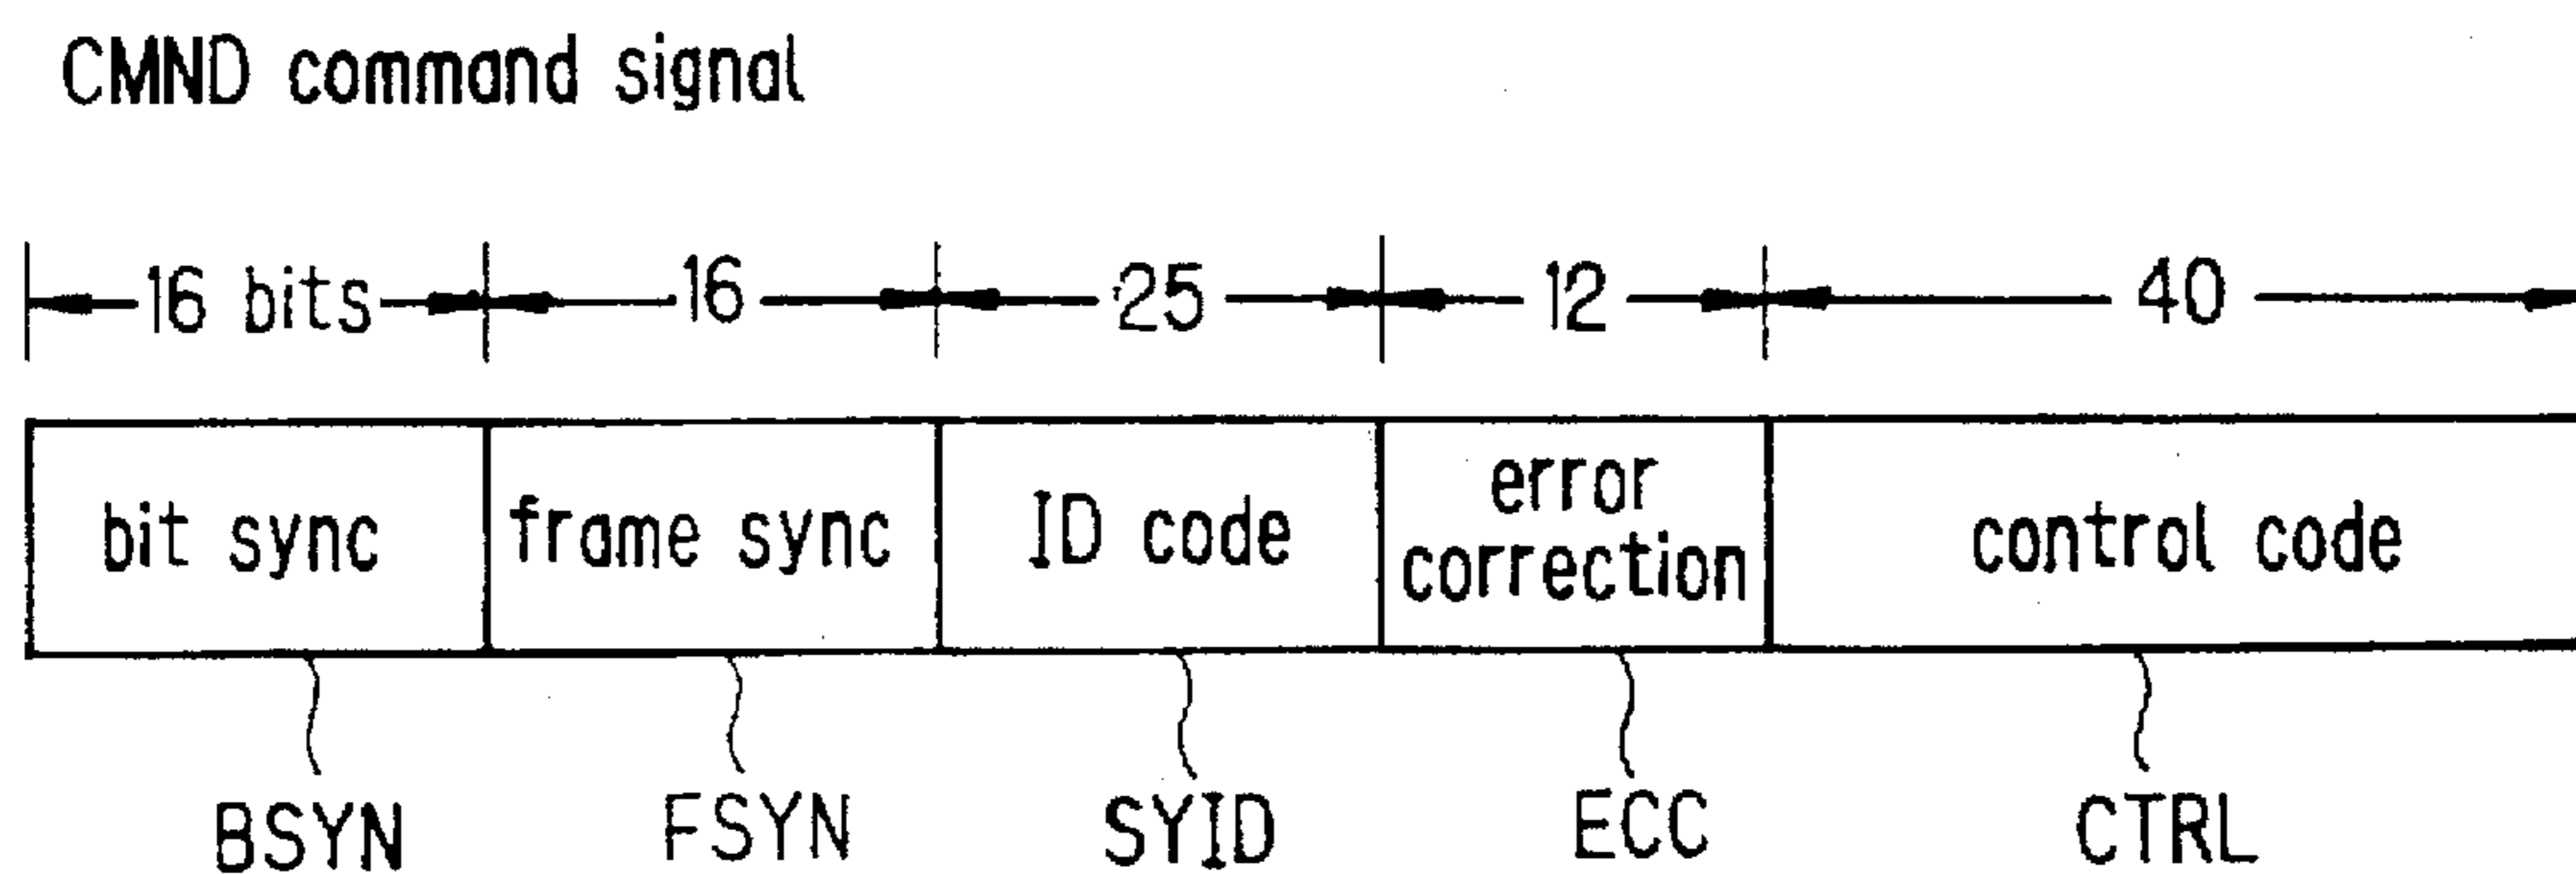 CMND command signal
16 bits 16 25 12 40
bit sync frame sync ID code error correction control code
BSYN FSYN SYID ECC CTRL